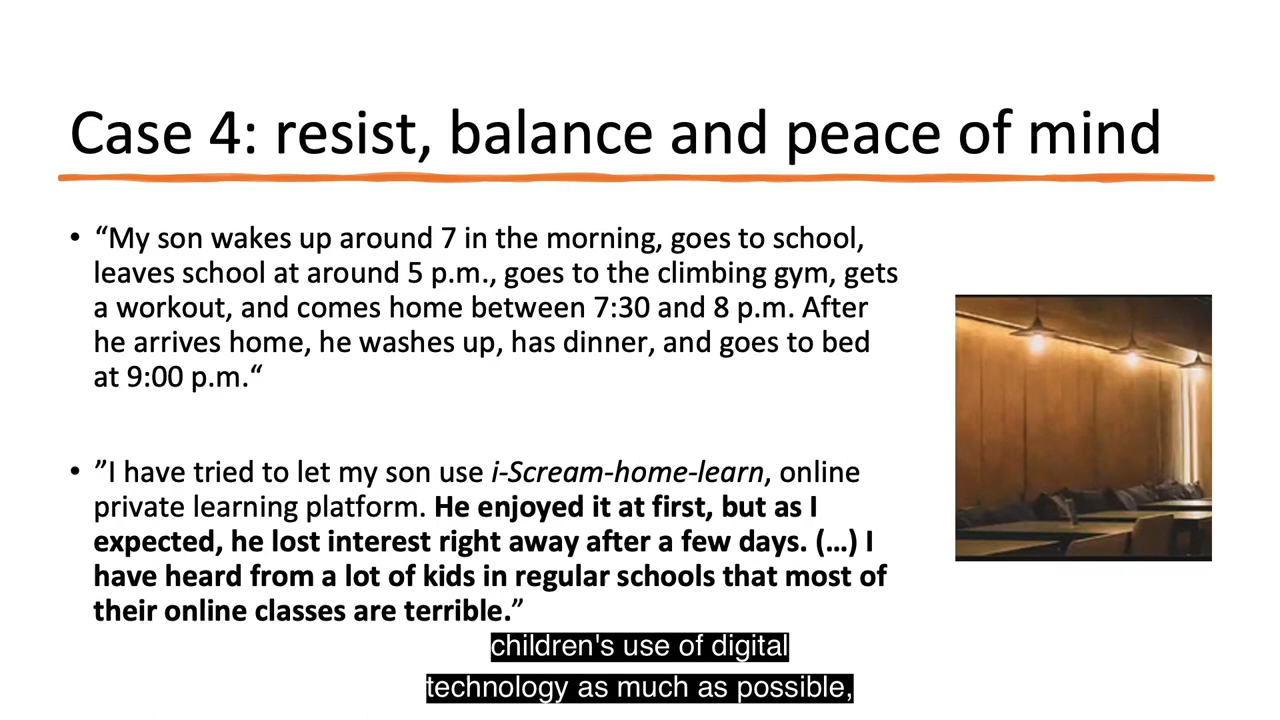 Case 4: resist, balance and peace of mind
• “My son wakes up around 7 in the morning, goes to school,
leaves school at around 5 p.m., goes to the climbing gym, gets
a workout, and comes home between 7:30 and 8 p.m. After
he arrives home, he washes up, has dinner, and goes to bed
at 9:00 p.m.“
• ”I have tried to let my son use i-Scream-home-learn, online
private learning platform. He enjoyed it at first, but as I
expected, he lost interest right away after a few days. (…) I
have heard from a lot of kids in regular schools that most of
their online classes are terrible.”
children's use of digital
technology as much as possible,